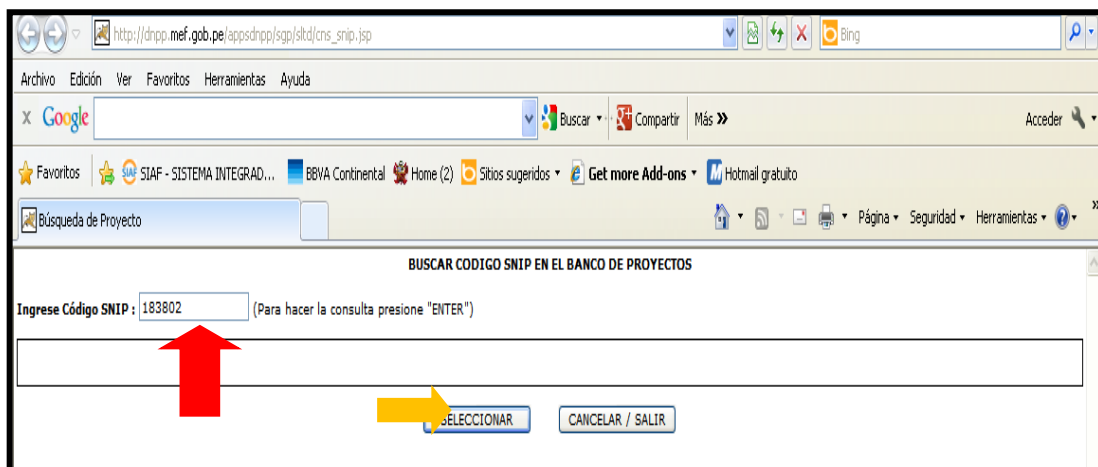 http://dnpp.mef.gob.pe/appsdnpp/sgp/sltd/cns_snip.jsp Bing
Archivo Edición Ver Favoritos Herramientas Ayuda
x Google Buscar Compartir Más » Acceder
Favoritos SIAF - SISTEMA INTEGRAD... BBVA Continental Home (2) Sitios sugeridos Get more Add-ons Hotmail gratuito
Búsqueda de Proyecto Página Seguridad Herramientas »
BUSCAR CODIGO SNIP EN EL BANCO DE PROYECTOS
Ingrese Código SNIP : 183802 (Para hacer la consulta presione "ENTER")
SELECCIONAR CANCELAR / SALIR